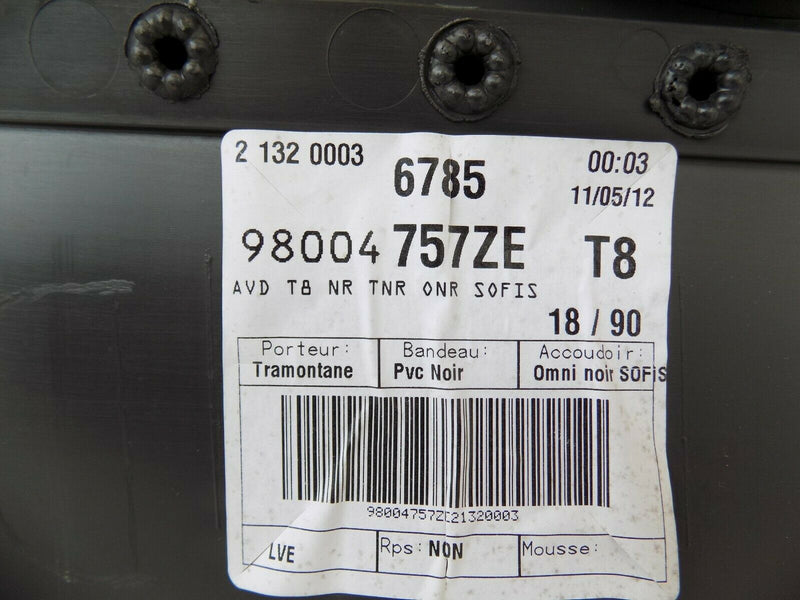 2 132 0003
6785
00:03
11/05/12
98004 757ZE T8
AVD T8 NR TNR ONR SOFIS
18 / 90
Porteur: Bandeau: Accoudoir:
Tramontane Pvc Noir Omni noir SOFIS
98004757ZE21320003
LVE Rps: NON Mousse: